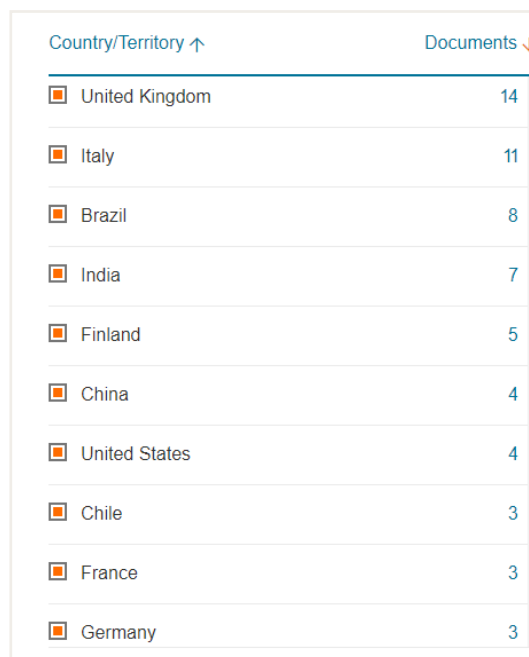 Country/Territory ↑ Documents ↓
United Kingdom 14
Italy 11
Brazil 8
India 7
Finland 5
China 4
United States 4
Chile 3
France 3
Germany 3